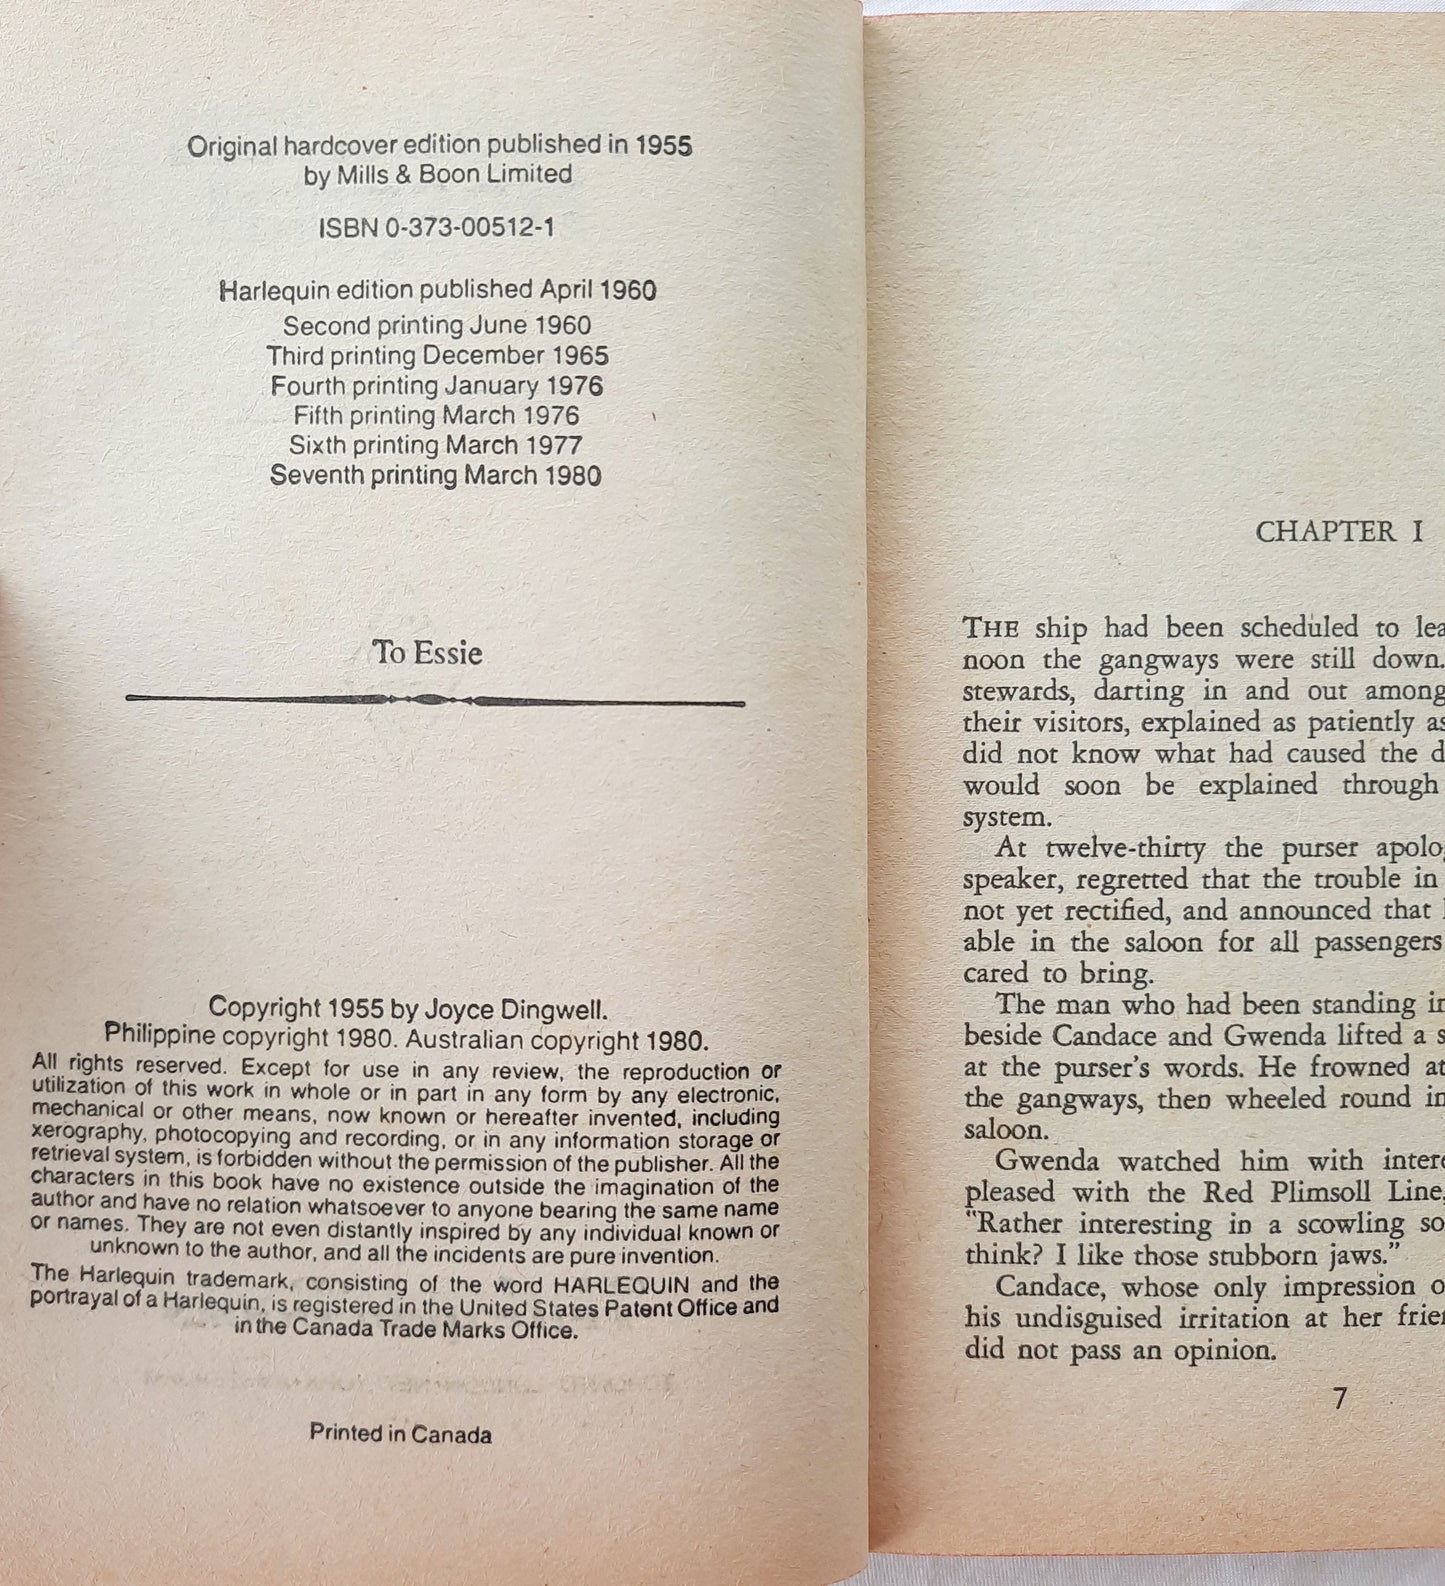 Original hardcover edition published in 1955
by Mills & Boon Limited
ISBN 0-373-00512-1
Harlequin edition published April 1960
Second printing June 1960
Third printing December 1965
Fourth printing January 1976
Fifth printing March 1976
Sixth printing March 1977
Seventh printing March 1980
To Essie
Copyright 1955 by Joyce Dingwell.
Philippine copyright 1980. Australian copyright 1980.
All rights reserved. Except for use in any review, the reproduction or
utilization of this work in whole or in part in any form by any electronic,
mechanical or other means, now known or hereafter invented, including
xerography, photocopying and recording, or in any information storage or
retrieval system, is forbidden without the permission of the publisher. All the
characters in this book have no existence outside the imagination of the
author and have no relation whatsoever to anyone bearing the same name
or names. They are not even distantly inspired by any individual known or
unknown to the author, and all the incidents are pure invention.
The Harlequin trademark, consisting of the word HARLEQUIN and the
portrayal of a Harlequin, is registered in the United States Patent Office and
in the Canada Trade Marks Office.
Printed in Canada
CHAPTER I
THE ship had been scheduled to lea
noon the gangways were still down.
stewards, darting in and out among
their visitors, explained as patiently as
did not know what had caused the d
would soon be explained through
system.
At twelve-thirty the purser apolo
speaker, regretted that the trouble in
not yet rectified, and announced that
able in the saloon for all passengers
cared to bring.
The man who had been standing in
beside Candace and Gwenda lifted a s
at the purser's words. He frowned at
the gangways, then wheeled round in
saloon.
Gwenda watched him with intere
pleased with the Red Plimsoll Line,
"Rather interesting in a scowling so
think? I like those stubborn jaws."
Candace, whose only impression o
his undisguised irritation at her frien
did not pass an opinion.
7